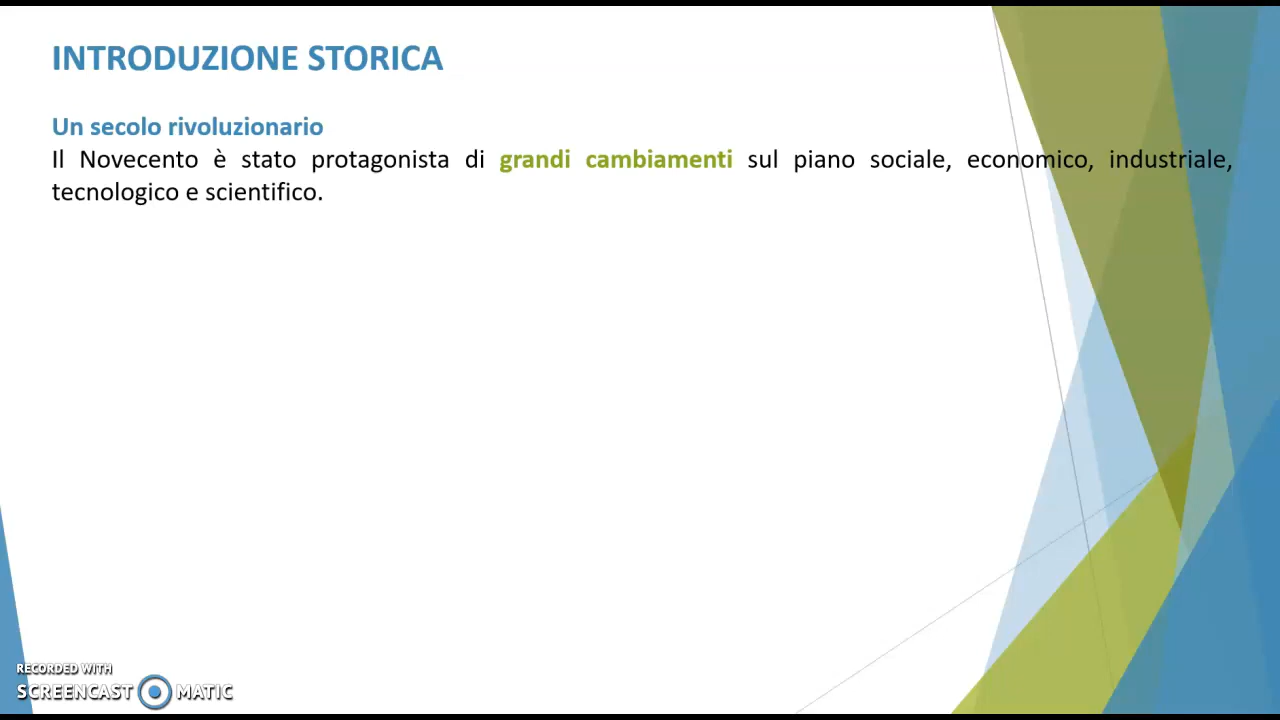 INTRODUZIONE STORICA
Un secolo rivoluzionario
Il Novecento è stato protagonista di grandi cambiamenti sul piano sociale, economico, industriale,
tecnologico e scientifico.
RECORDED WITH
SCREENCAST MATIC